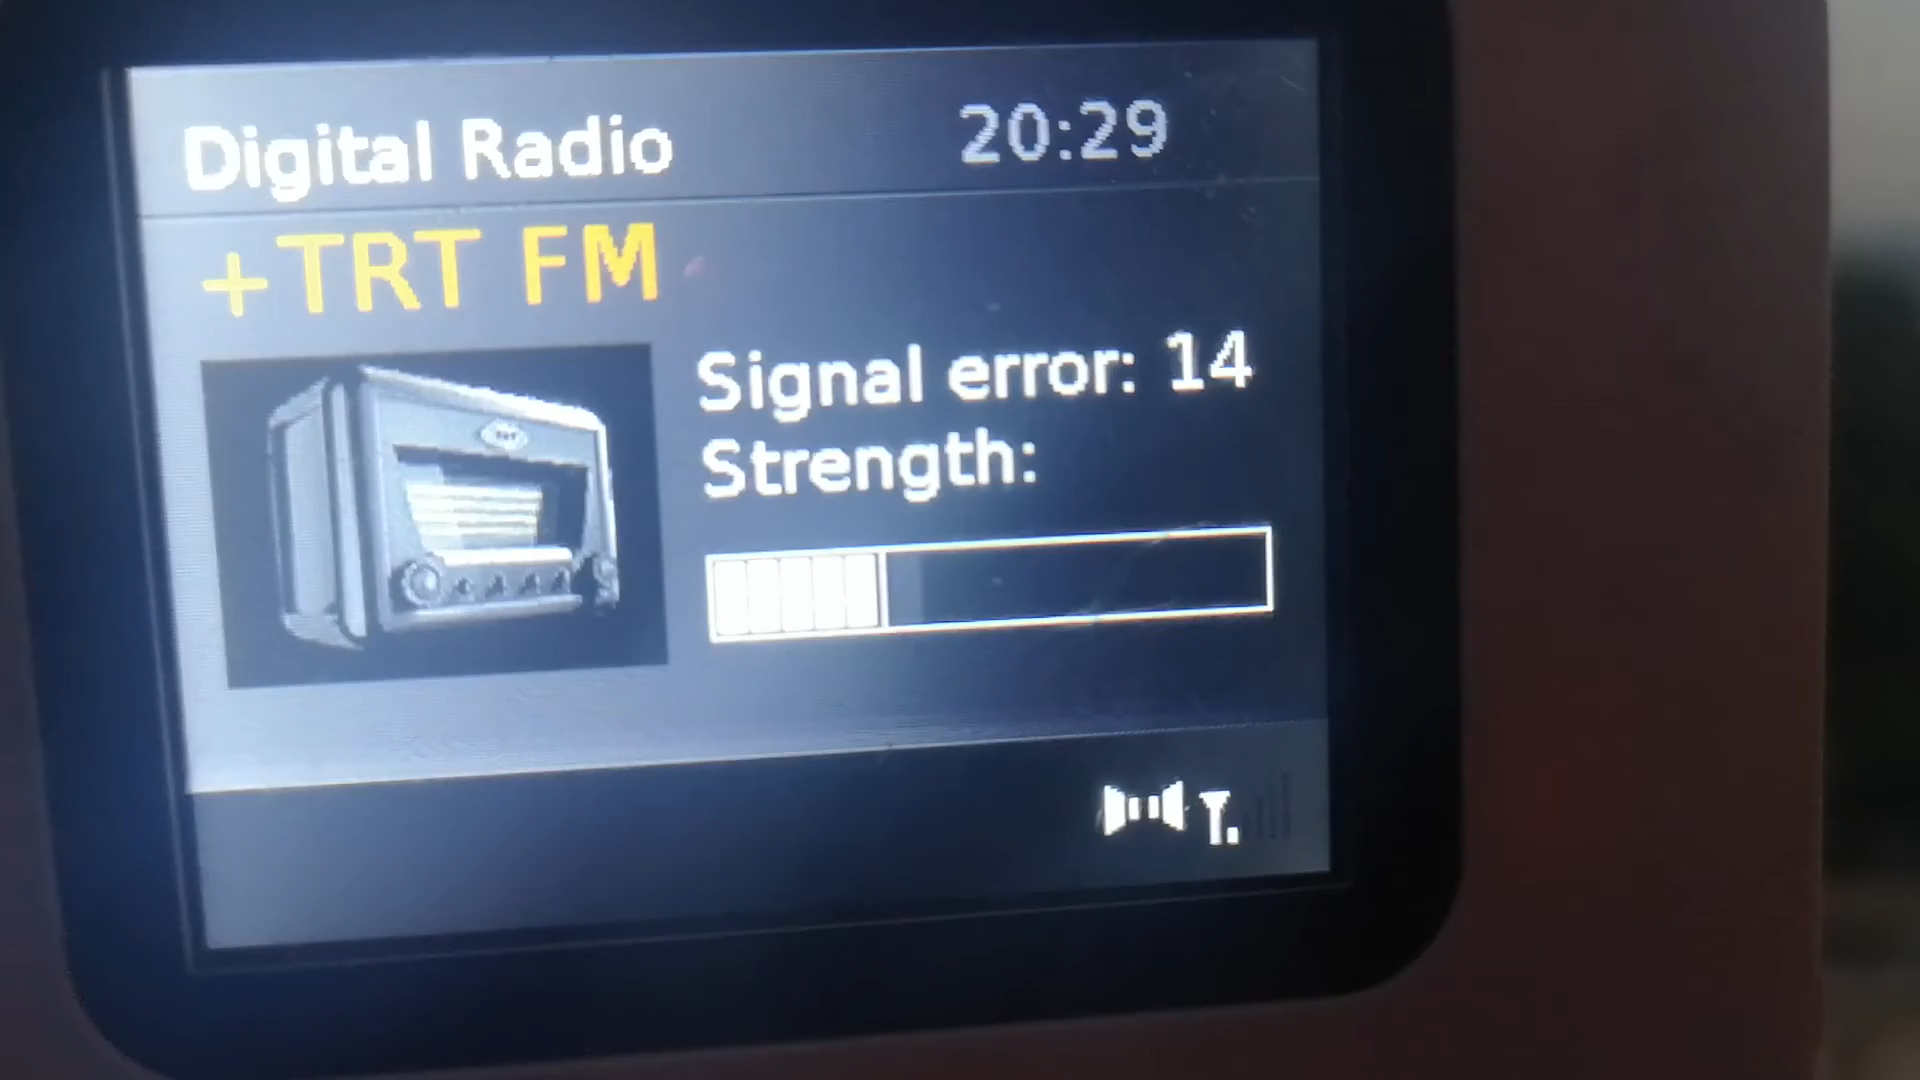 Digital Radio 20:29
+TRT FM
Signal error: 14
Strength: